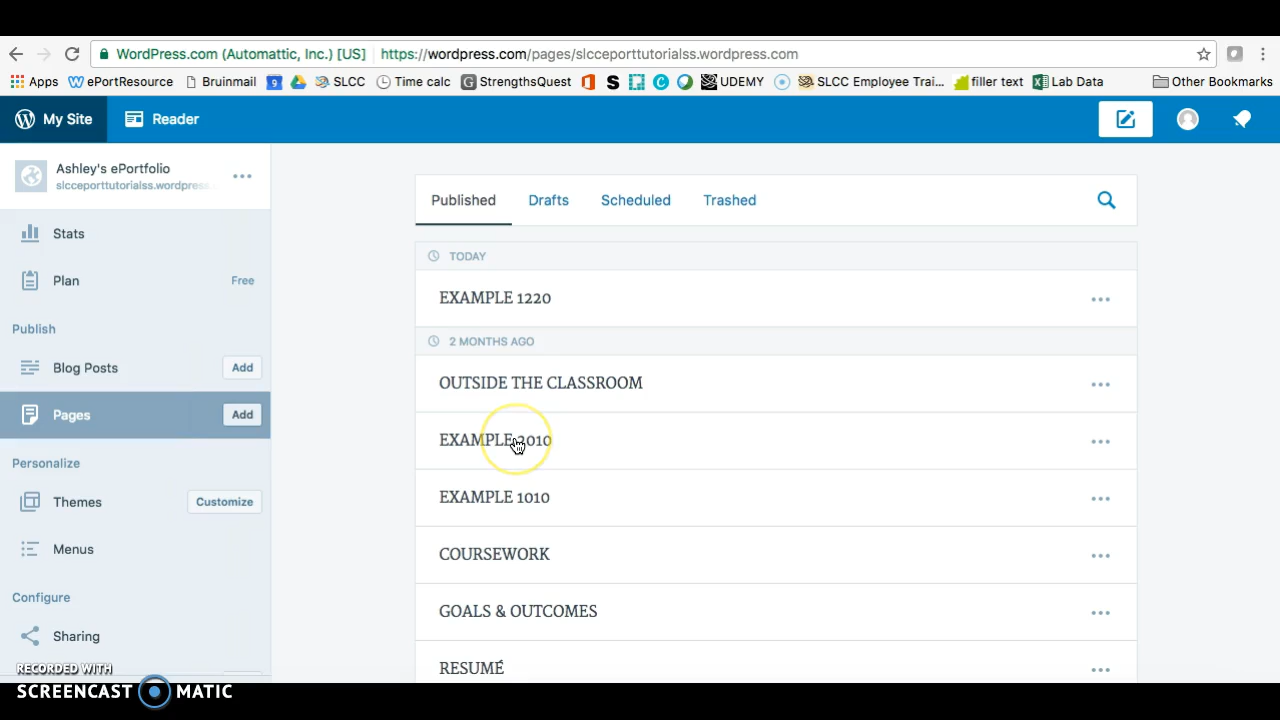 WordPress.com (Automattic, Inc.) [US] https://wordpress.com/pages/slcceporttutorialss.wordpress.com
Apps ePortResource Bruinmail 9 SLCC Time calc StrengthsQuest UDEMY SLCC Employee Trai... filler text Lab Data Other Bookmarks
My Site Reader
Ashley's ePortfolio
slcceporttutorialss.wordpress.
Stats
Plan Free
Publish
Blog Posts Add
Pages Add
Personalize
Themes Customize
Menus
Configure
Sharing
Published Drafts Scheduled Trashed
TODAY
EXAMPLE 1220
2 MONTHS AGO
OUTSIDE THE CLASSROOM
EXAMPLE 2010
EXAMPLE 1010
COURSEWORK
GOALS & OUTCOMES
RESUMÉ
RECORDED WITH
SCREENCAST MATIC